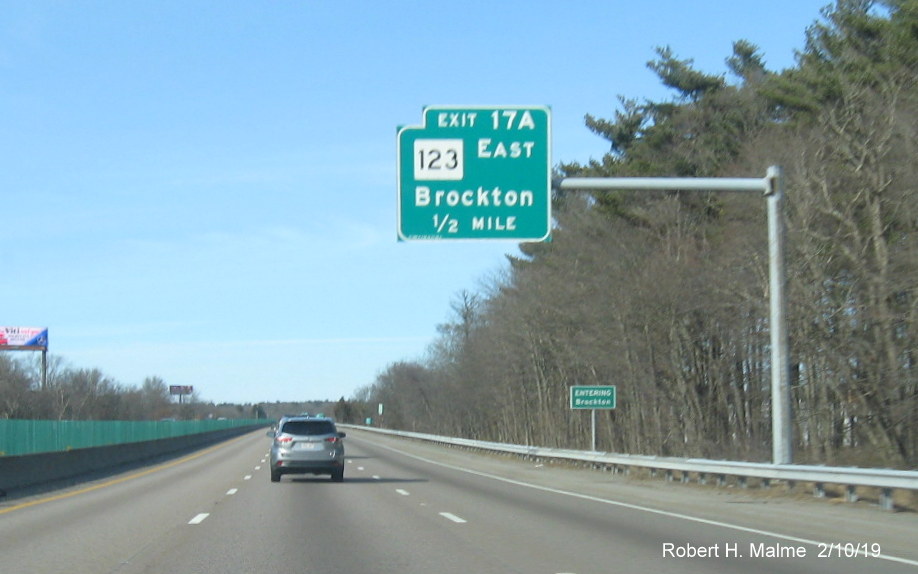 EXIT 17A
123 EAST
Brockton
1/2 MILE
ENTERING
Brockton
Robert H. Malme 2/10/19